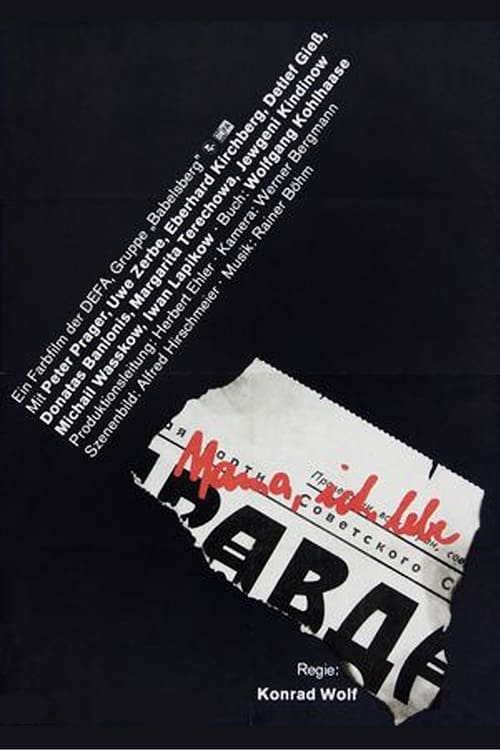 Ein Farbfilm der DEFA, Gruppe „Babelsberg"
Mit Peter Prager, Uwe Zerbe, Eberhard Kirchberg, Detlef Gieß,
Donatas Banionis, Margarita Terechowa, Jewgeni Kindinow
Michail Wasskow, Iwan Lapikow · Buch: Wolfgang Kohlhaase
Produktionsleitung: Herbert Ehler · Kamera: Werner Bergmann
Szenenbild: Alfred Hirschmeier · Musik: Rainer Böhm
Mama, ich lebe
Советского
ПРАВДА
Regie:
Konrad Wolf